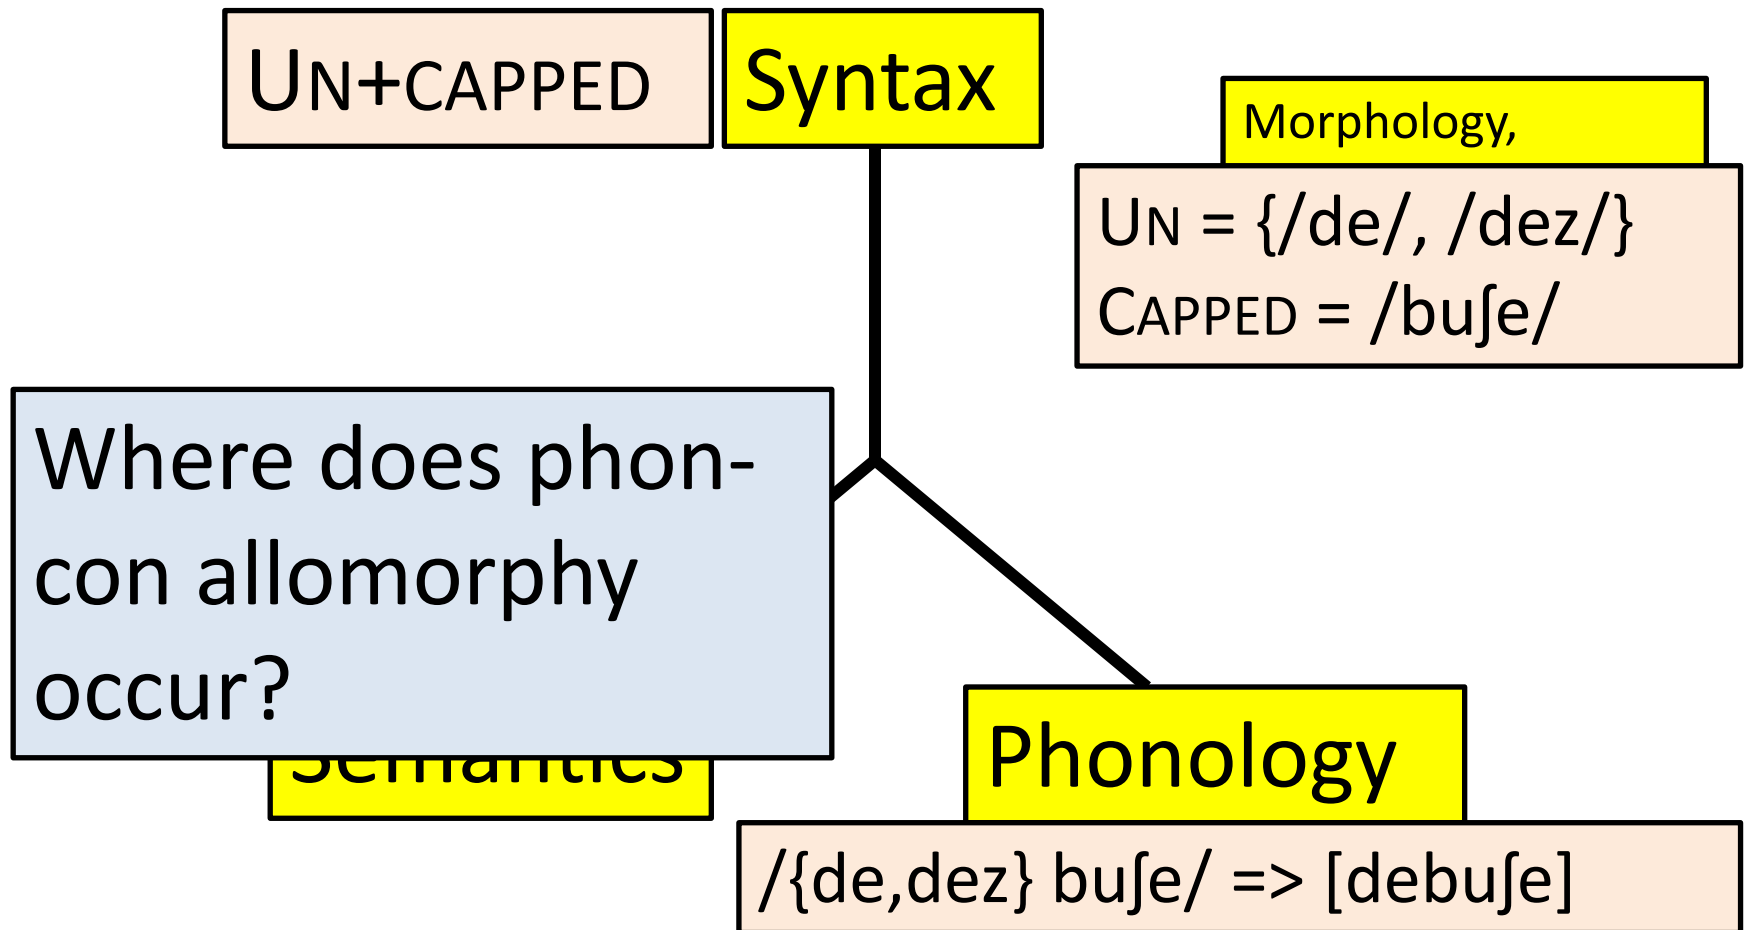 UN+CAPPED
Syntax
Morphology,
UN = {/de/, /dez/}
CAPPED = /buʃe/
Where does phon-
con allomorphy
occur?
Semantics
Phonology
/{de,dez} buʃe/ => [debuʃe]